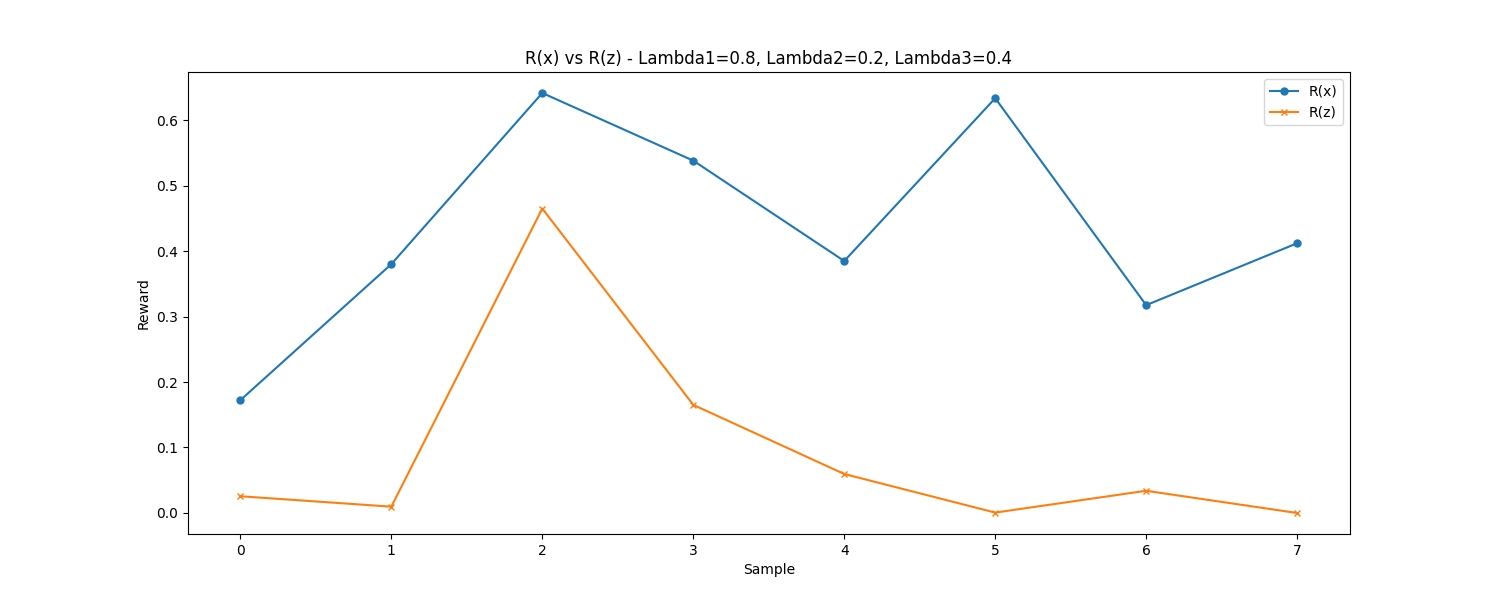 R(x) vs R(z) - Lambda1=0.8, Lambda2=0.2, Lambda3=0.4
R(x)
R(z)
0.6
0.5
0.4
0.3
0.2
0.1
0.0
Reward
0 1 2 3 4 5 6 7
Sample